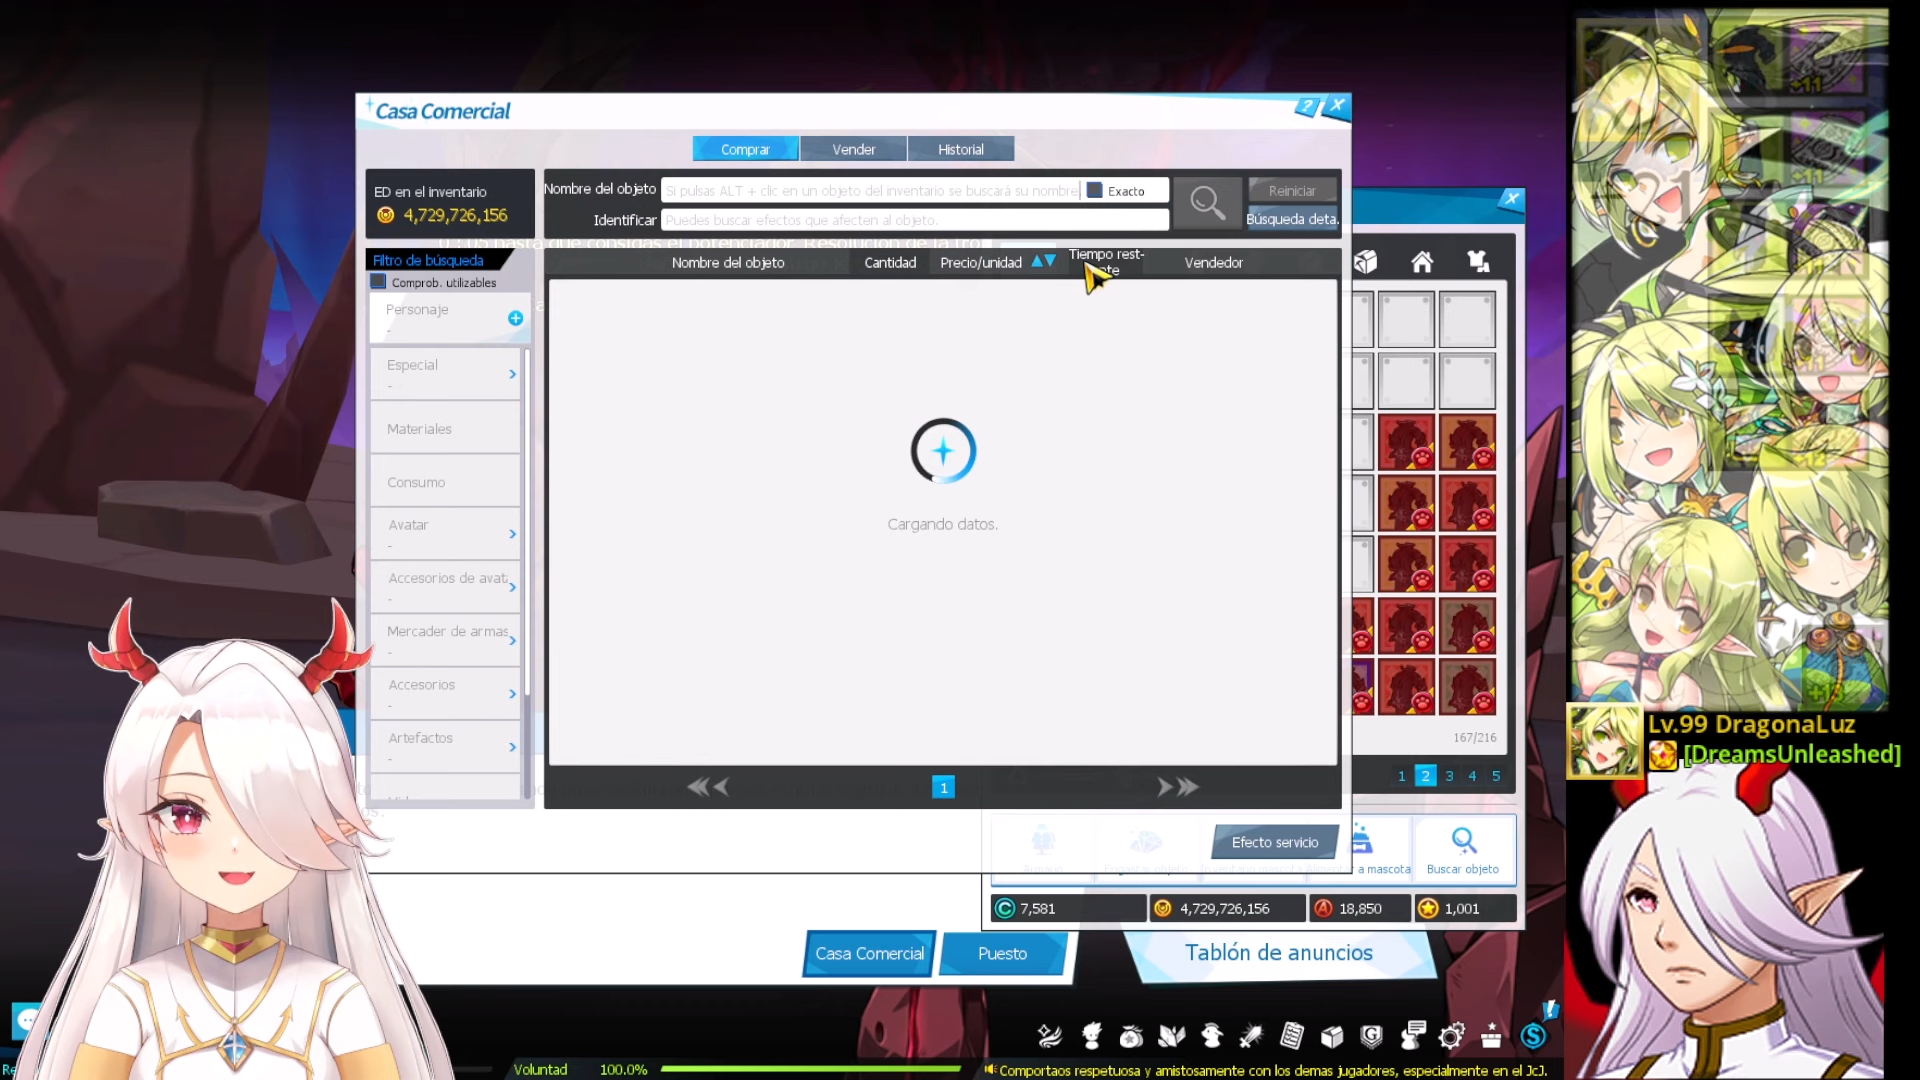 Casa Comercial
?
Comprar
Vender
Historial
ED en el inventario
4,729,726,156
Nombre del objeto
Si pulsas ALT + clic en un objeto del inventario se buscará su nombre
Exacto
Reiniciar
Identificar
Puedes buscar efectos que afecten al objeto.
Búsqueda deta.
Filtro de búsqueda
Comprob. utilizables
Nombre del objeto
Cantidad
Precio/unidad
Tiempo rest-
Vendedor
Personaje
-
Especial
-
Materiales
Consumo
Avatar
-
Accesorios de avat
-
Mercader de armas
-
Accesorios
-
Artefactos
-
Cargando datos.
1
Efecto servicio
167/216
1 2 3 4 5
a mascota
Buscar objeto
7,581
4,729,726,156
18,850
1,001
Casa Comercial
Puesto
Tablón de anuncios
Voluntad
100.0%
Comportaos respetuosa y amistosamente con los demas jugadores, especialmente en el JcJ.
+11
+11
+11
Lv.99 DragonaLuz
[DreamsUnleashed]